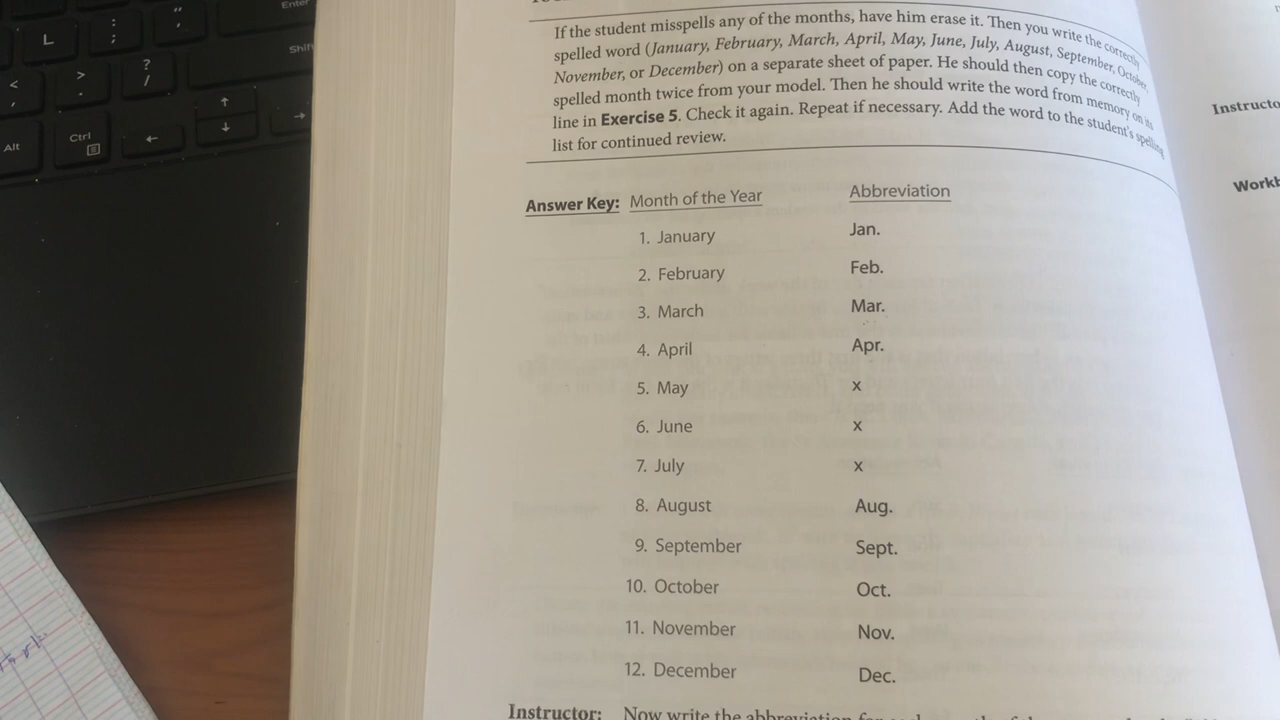 L
:
;
"
'
Enter
Shift
<
,
>
.
?
/
Alt
Ctrl
If the student misspells any of the months, have him erase it. Then you write the correctly
spelled word (January, February, March, April, May, June, July, August, September, October,
November, or December) on a separate sheet of paper. He should then copy the correctly
spelled month twice from your model. Then he should write the word from memory on its
line in Exercise 5. Check it again. Repeat if necessary. Add the word to the student's spelling
list for continued review.
Answer Key: Month of the Year Abbreviation
1. January Jan.
2. February Feb.
3. March Mar.
4. April Apr.
5. May x
6. June x
7. July x
8. August Aug.
9. September Sept.
10. October Oct.
11. November Nov.
12. December Dec.
Instructor: Now write the abbreviation for
Instructo
Workb